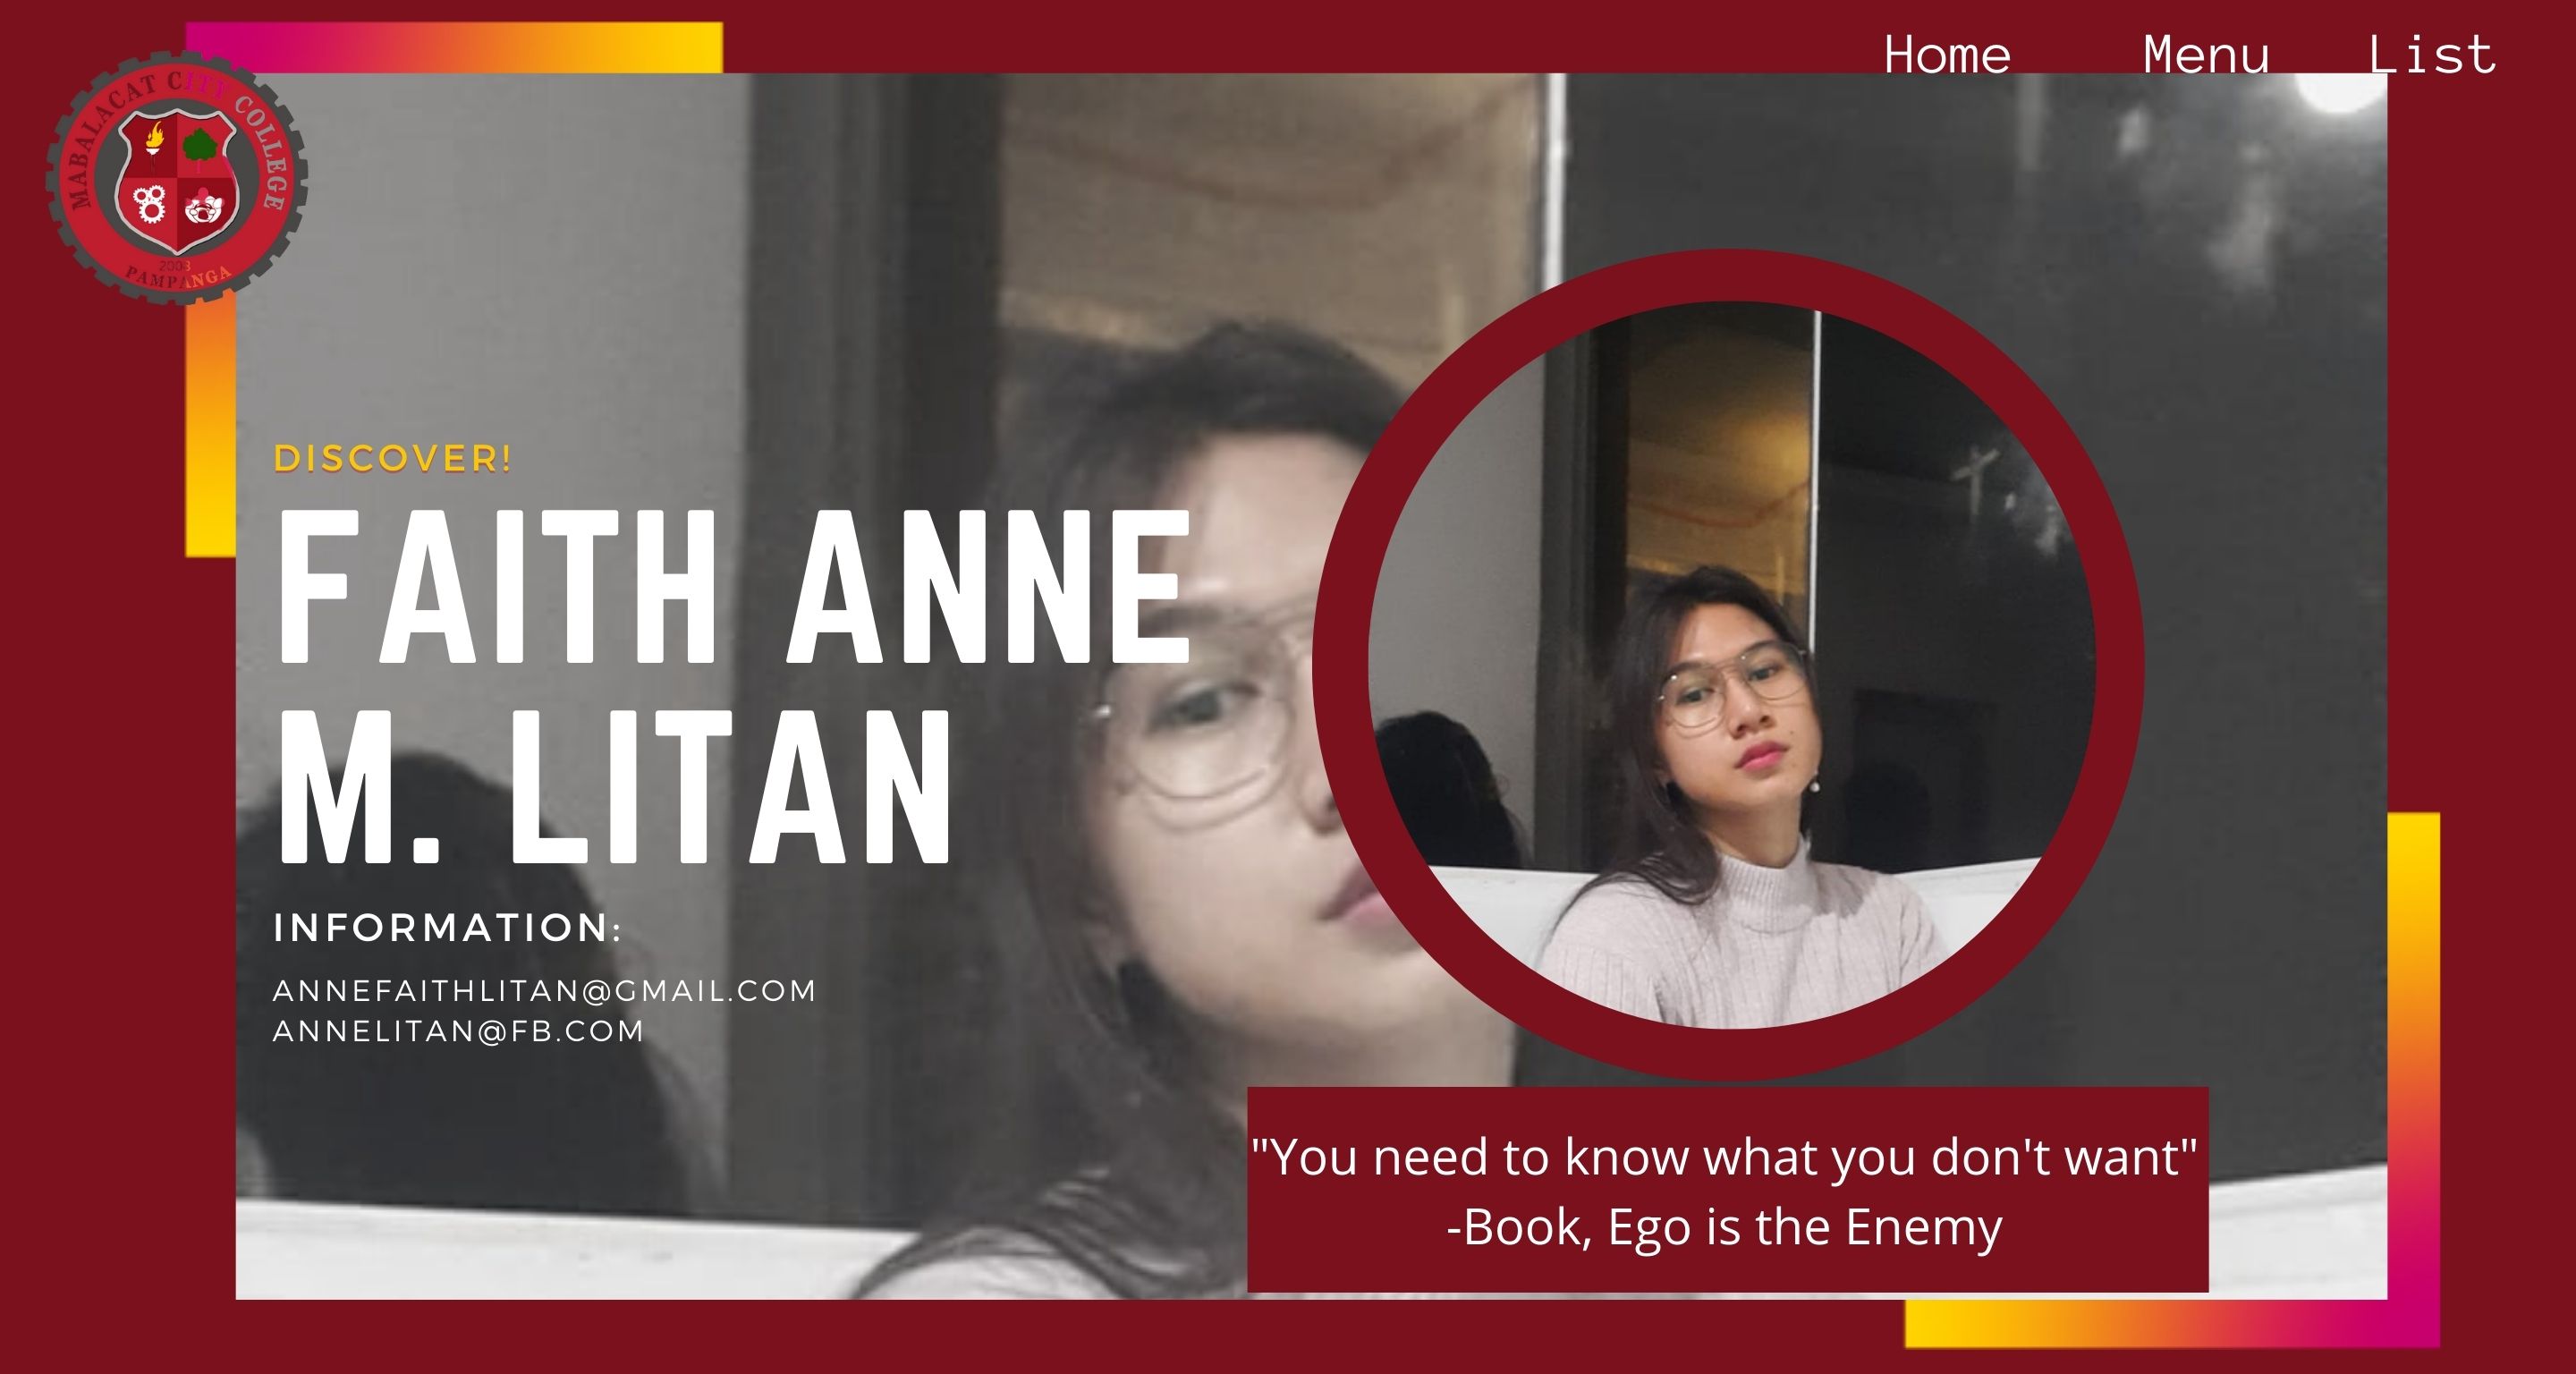 Home Menu List
MABALACAT CITY COLLEGE
2003
PAMPANGA
DISCOVER!
FAITH ANNE
M. LITAN
INFORMATION:
ANNEFAITHLITAN@GMAIL.COM
ANNELITAN@FB.COM
"You need to know what you don't want"
-Book, Ego is the Enemy